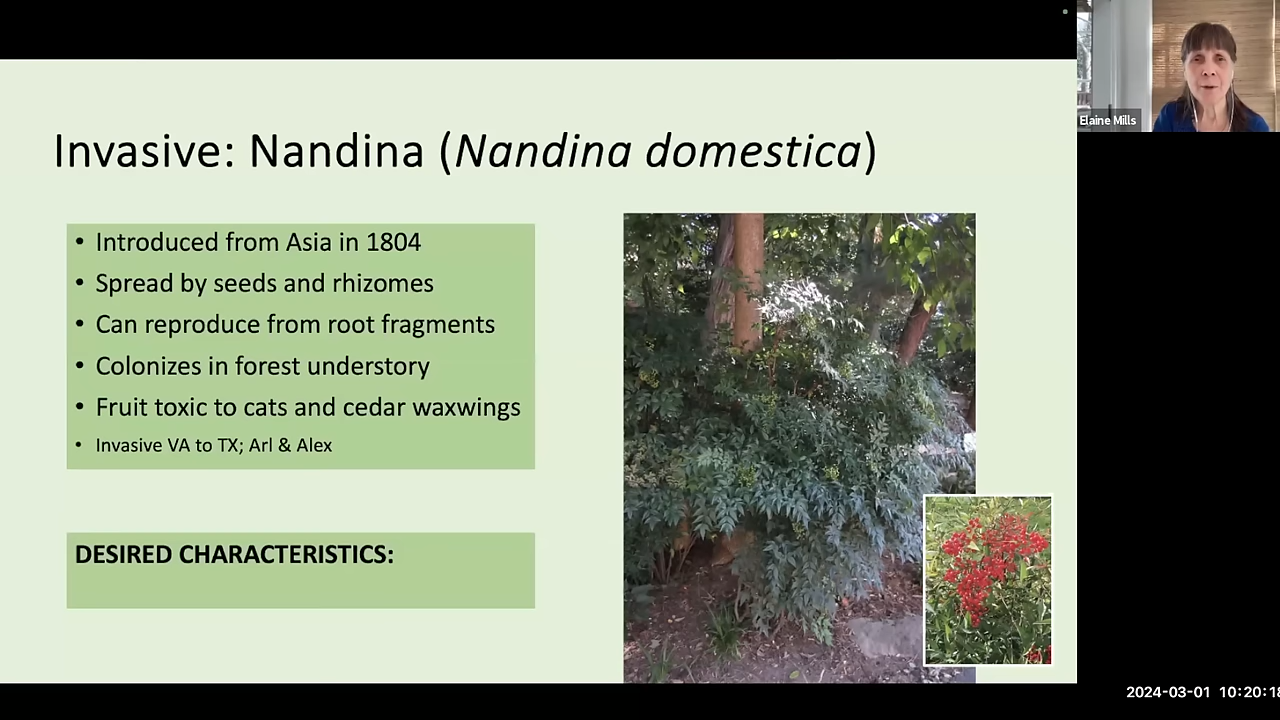 Elaine Mills
Invasive: Nandina (Nandina domestica)
• Introduced from Asia in 1804
• Spread by seeds and rhizomes
• Can reproduce from root fragments
• Colonizes in forest understory
• Fruit toxic to cats and cedar waxwings
• Invasive VA to TX; Arl & Alex
DESIRED CHARACTERISTICS:
2024-03-01 10:20:18